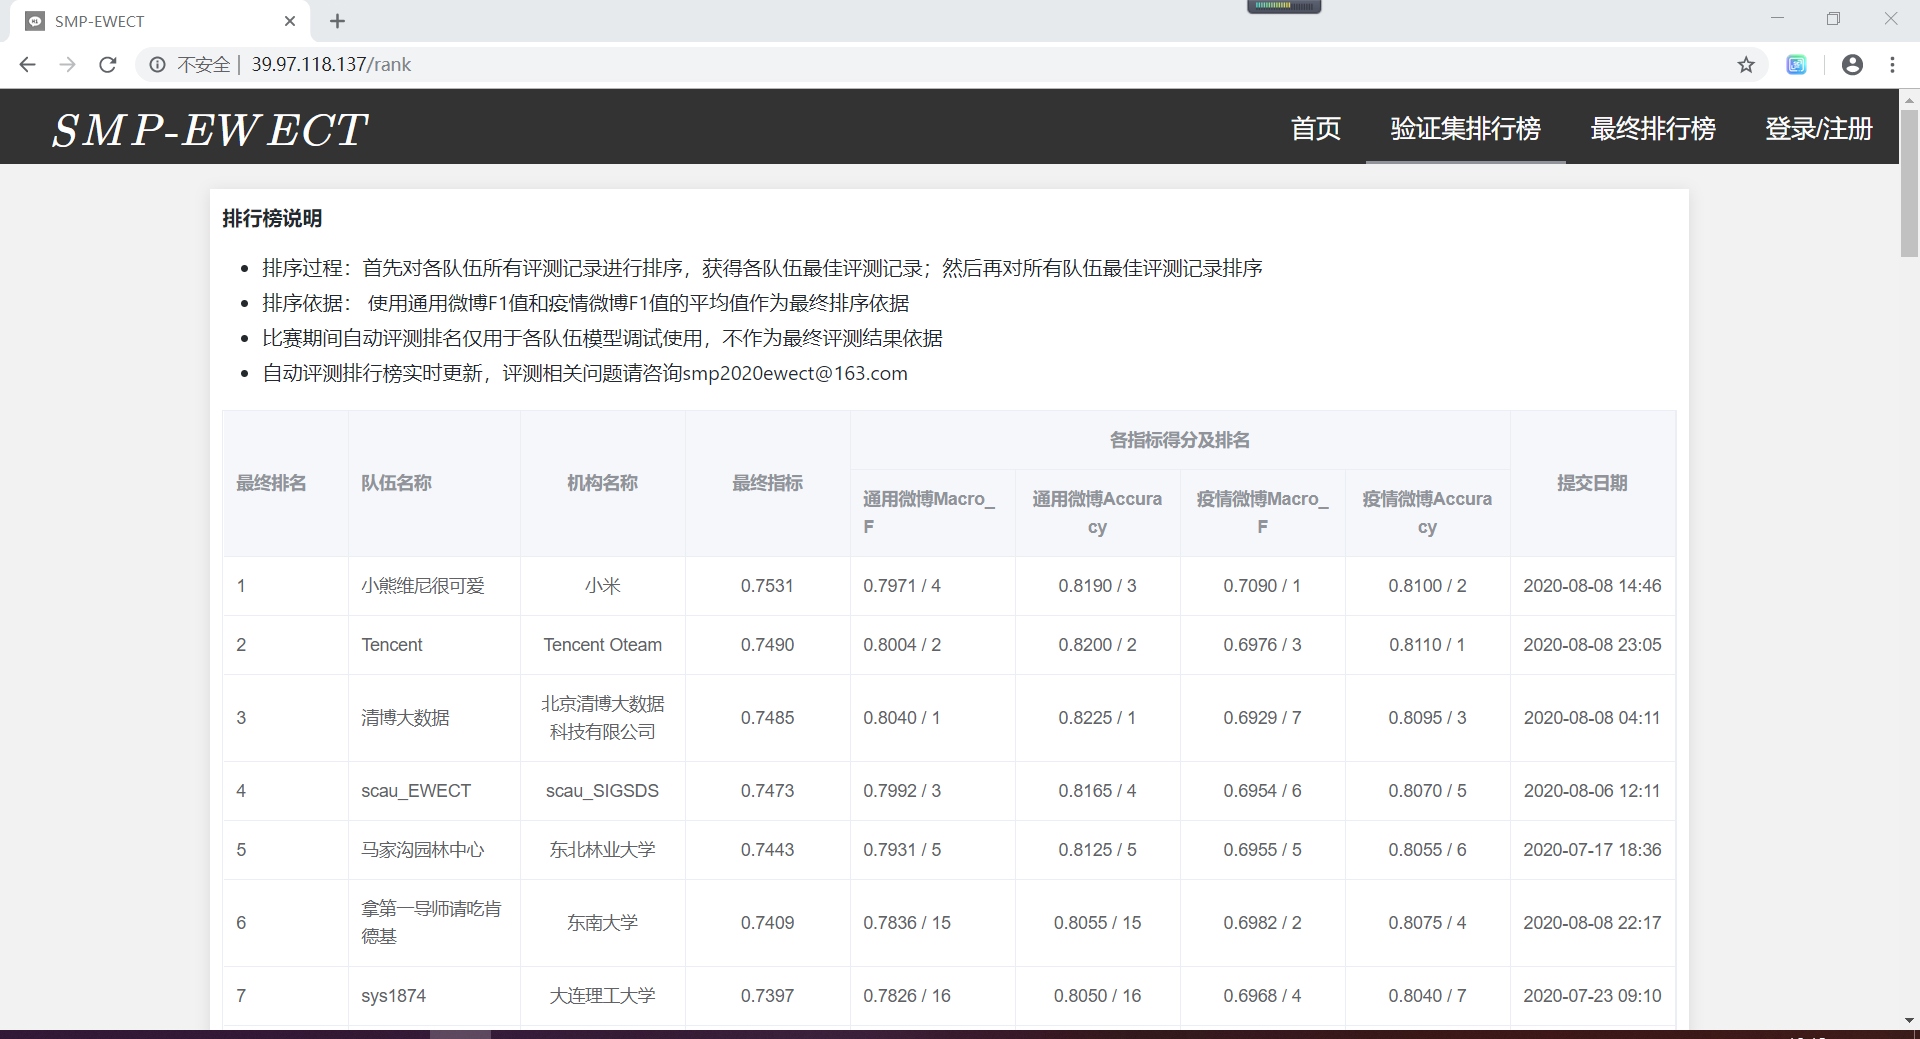 SMP-EWECT
不安全 | 39.97.118.137/rank
SMP-EWECT 首页 验证集排行榜 最终排行榜 登录/注册
排行榜说明
• 排序过程：首先对各队伍所有评测记录进行排序，获得各队伍最佳评测记录；然后再对所有队伍最佳评测记录排序
• 排序依据： 使用通用微博F1值和疫情微博F1值的平均值作为最终排序依据
• 比赛期间自动评测排名仅用于各队伍模型调试使用，不作为最终评测结果依据
• 自动评测排行榜实时更新，评测相关问题请咨询smp2020ewect@163.com
各指标得分及排名
最终排名 队伍名称 机构名称 最终指标 提交日期
通用微博Macro_ 通用微博Accura 疫情微博Macro_ 疫情微博Accura
F cy F cy
1 小熊维尼很可爱 小米 0.7531 0.7971 / 4 0.8190 / 3 0.7090 / 1 0.8100 / 2 2020-08-08 14:46
2 Tencent Tencent Oteam 0.7490 0.8004 / 2 0.8200 / 2 0.6976 / 3 0.8110 / 1 2020-08-08 23:05
北京清博大数据
3 清博大数据 0.7485 0.8040 / 1 0.8225 / 1 0.6929 / 7 0.8095 / 3 2020-08-08 04:11
科技有限公司
4 scau_EWECT scau_SIGSDS 0.7473 0.7992 / 3 0.8165 / 4 0.6954 / 6 0.8070 / 5 2020-08-06 12:11
5 马家沟园林中心 东北林业大学 0.7443 0.7931 / 5 0.8125 / 5 0.6955 / 5 0.8055 / 6 2020-07-17 18:36
拿第一导师请吃肯
6 东南大学 0.7409 0.7836 / 15 0.8055 / 15 0.6982 / 2 0.8075 / 4 2020-08-08 22:17
德基
7 sys1874 大连理工大学 0.7397 0.7826 / 16 0.8050 / 16 0.6968 / 4 0.8040 / 7 2020-07-23 09:10